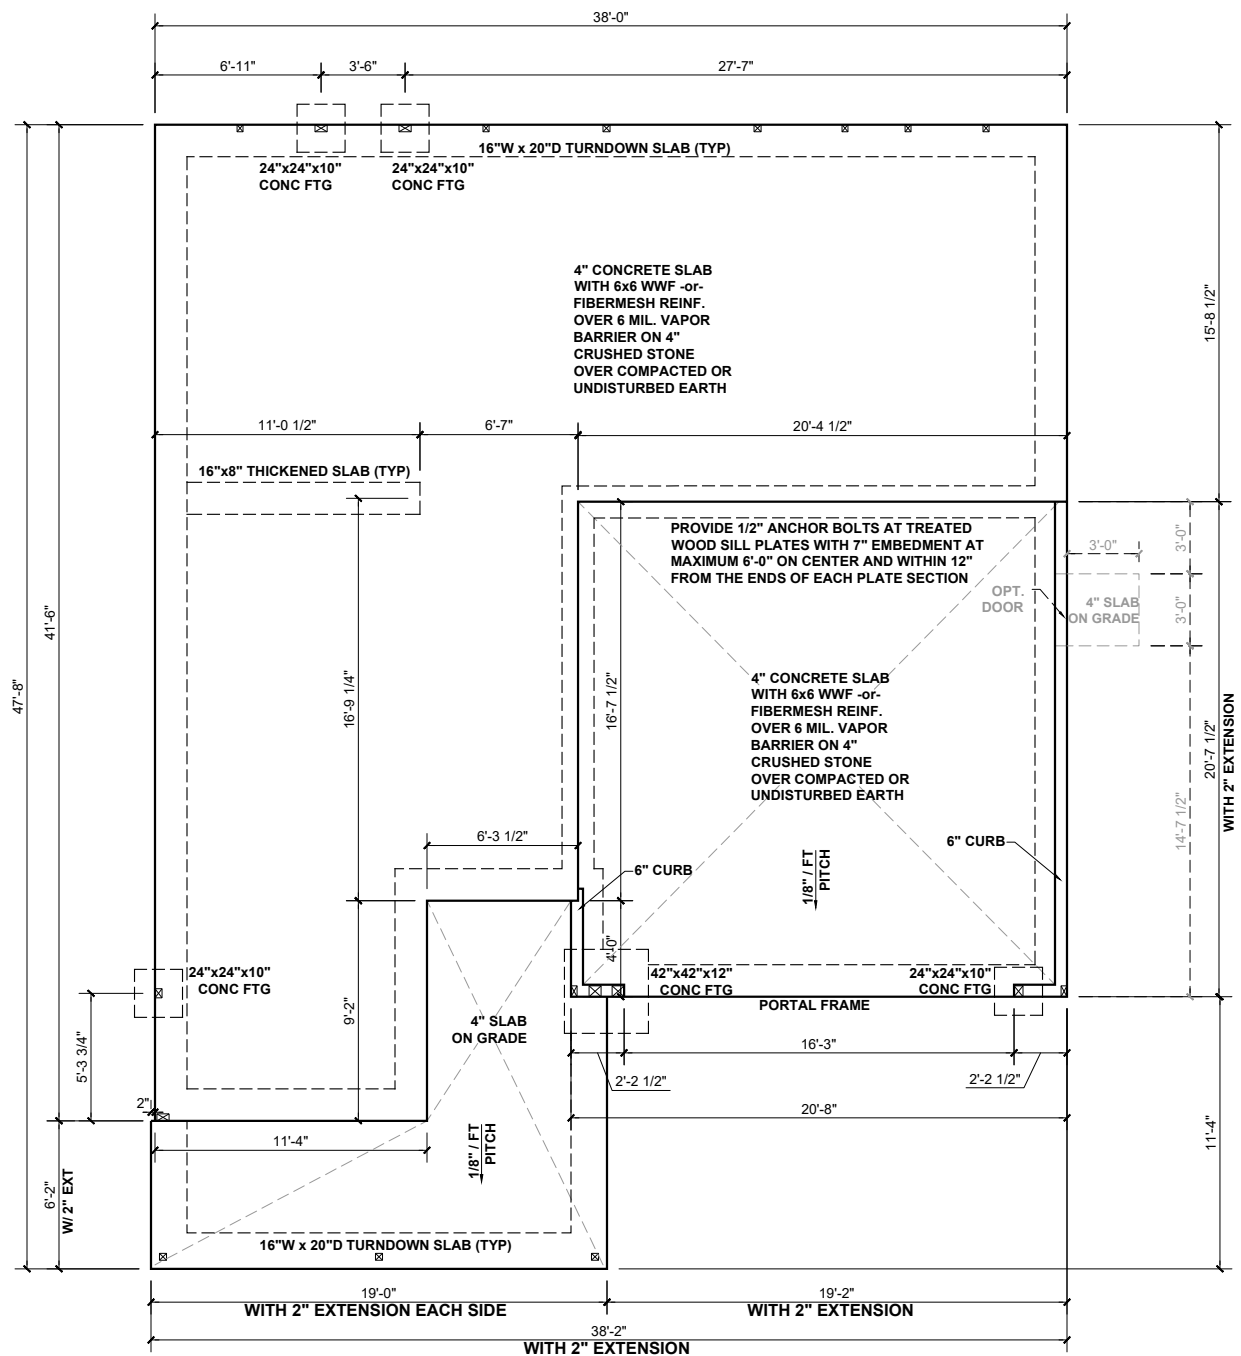 38'-0"
6'-11"
3'-6"
27'-7"
16"W x 20"D TURNDOWN SLAB (TYP)
24"x24"x10"
CONC FTG
24"x24"x10"
CONC FTG
4" CONCRETE SLAB
WITH 6x6 WWF -or-
FIBERMESH REINF.
OVER 6 MIL. VAPOR
BARRIER ON 4"
CRUSHED STONE
OVER COMPACTED OR
UNDISTURBED EARTH
15'-8 1/2"
11'-0 1/2"
6'-7"
20'-4 1/2"
16"x8" THICKENED SLAB (TYP)
PROVIDE 1/2" ANCHOR BOLTS AT TREATED
WOOD SILL PLATES WITH 7" EMBEDMENT AT
MAXIMUM 6'-0" ON CENTER AND WITHIN 12"
FROM THE ENDS OF EACH PLATE SECTION
3'-0"
3'-0"
OPT.
DOOR
4" SLAB
ON GRADE
3'-0"
41'-6"
47'-8"
16'-9 1/4"
16'-7 1/2"
4" CONCRETE SLAB
WITH 6x6 WWF -or-
FIBERMESH REINF.
OVER 6 MIL. VAPOR
BARRIER ON 4"
CRUSHED STONE
OVER COMPACTED OR
UNDISTURBED EARTH
20'-7 1/2"
WITH 2" EXTENSION
14'-7 1/2"
6'-3 1/2"
6" CURB
1/8" / FT
PITCH
6" CURB
4'-0"
24"x24"x10"
CONC FTG
42"x42"x12"
CONC FTG
24"x24"x10"
CONC FTG
PORTAL FRAME
9'-2"
4" SLAB
ON GRADE
5'-3 3/4"
16'-3"
2'-2 1/2"
2'-2 1/2"
2"
20'-8"
11'-4"
1/8" / FT
PITCH
11'-4"
6'-2"
W/ 2" EXT
16"W x 20"D TURNDOWN SLAB (TYP)
19'-0"
WITH 2" EXTENSION EACH SIDE
19'-2"
WITH 2" EXTENSION
38'-2"
WITH 2" EXTENSION